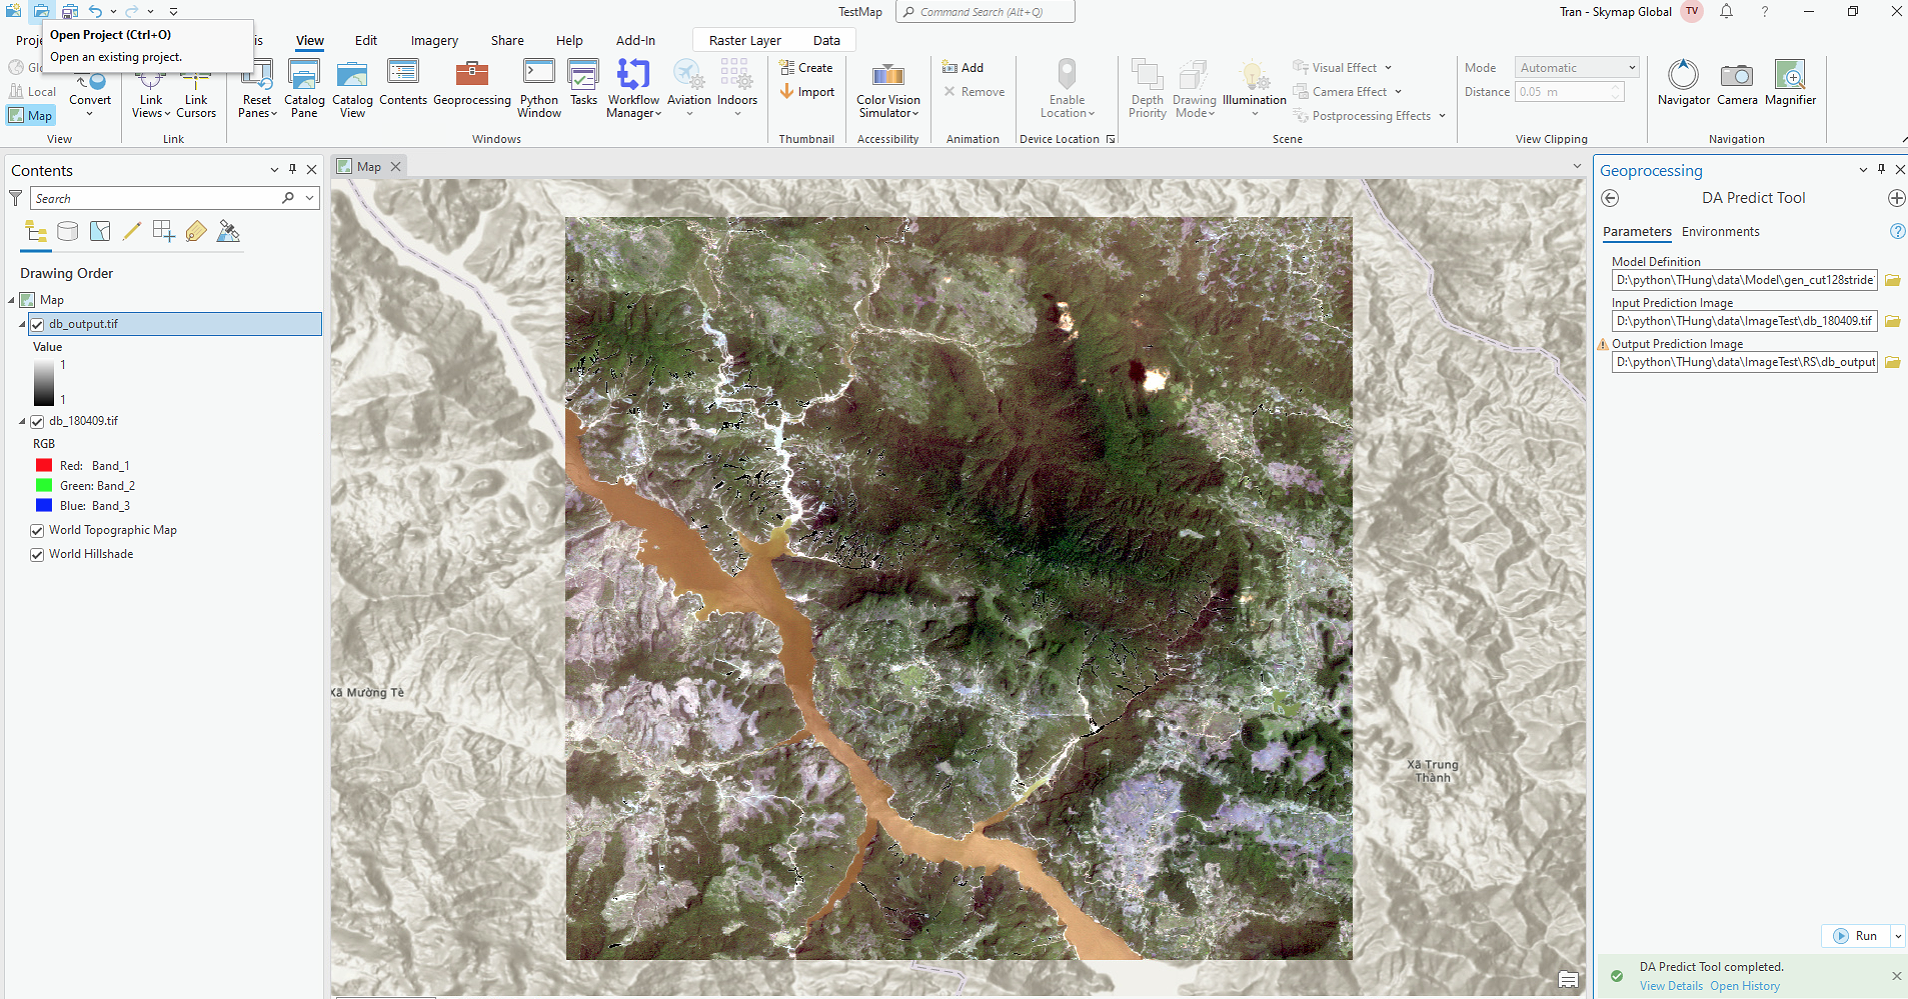 TestMap
Command Search (Alt+Q)
Tran - Skymap Global
TV
Open Project (Ctrl+O)
Open an existing project.
View
Edit
Imagery
Share
Help
Add-In
Raster Layer
Data
Local
Map
Convert
View
Link Views
Link Cursors
Link
Reset Panes
Catalog Pane
Catalog View
Contents
Geoprocessing
Python Window
Tasks
Workflow Manager
Aviation
Indoors
Windows
Create
Import
Thumbnail
Color Vision Simulator
Accessibility
Add
Remove
Animation
Enable Location
Device Location
Depth Priority
Drawing Mode
Illumination
Visual Effect
Camera Effect
Postprocessing Effects
Scene
Mode
Automatic
Distance
0.05 m
View Clipping
Navigator
Camera
Magnifier
Navigation
Contents
Search
Drawing Order
Map
db_output.tif
Value
1
1
db_180409.tif
RGB
Red: Band_1
Green: Band_2
Blue: Band_3
World Topographic Map
World Hillshade
Map
Xã Mường Tè
Xã Trung
Thành
Geoprocessing
DA Predict Tool
Parameters
Environments
Model Definition
D:\python\THung\data\Model\gen_cut128stride
Input Prediction Image
D:\python\THung\data\ImageTest\db_180409.tif
Output Prediction Image
D:\python\THung\data\ImageTest\RS\db_output
Run
DA Predict Tool completed.
View Details Open History